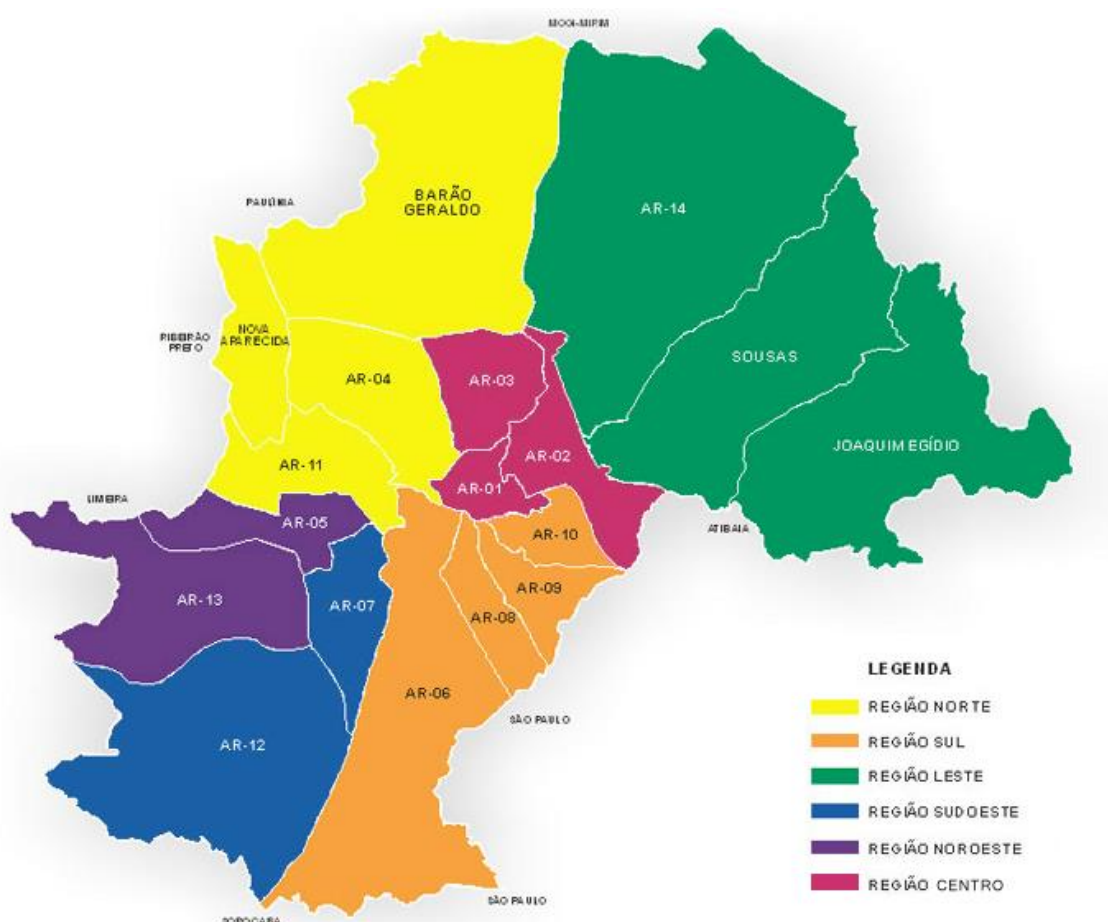 MOGI-MIRIM
BARÃO
GERALDO
AR-14
PAULÍNIA
RIBEIRÃO
PRETO
NOVA
APARECIDA
SOUSAS
AR-04
AR-03
JOAQUIM EGÍDIO
AR-02
AR-11
AR-01
LIMEIRA
AR-05
AR-10
ATIBAIA
AR-13
AR-07
AR-09
AR-08
AR-06
SÃO PAULO
AR-12
LEGENDA
REGIÃO NORTE
REGIÃO SUL
REGIÃO LESTE
REGIÃO SUDOESTE
REGIÃO NOROESTE
REGIÃO CENTRO
SÃO PAULO
SOROCABA